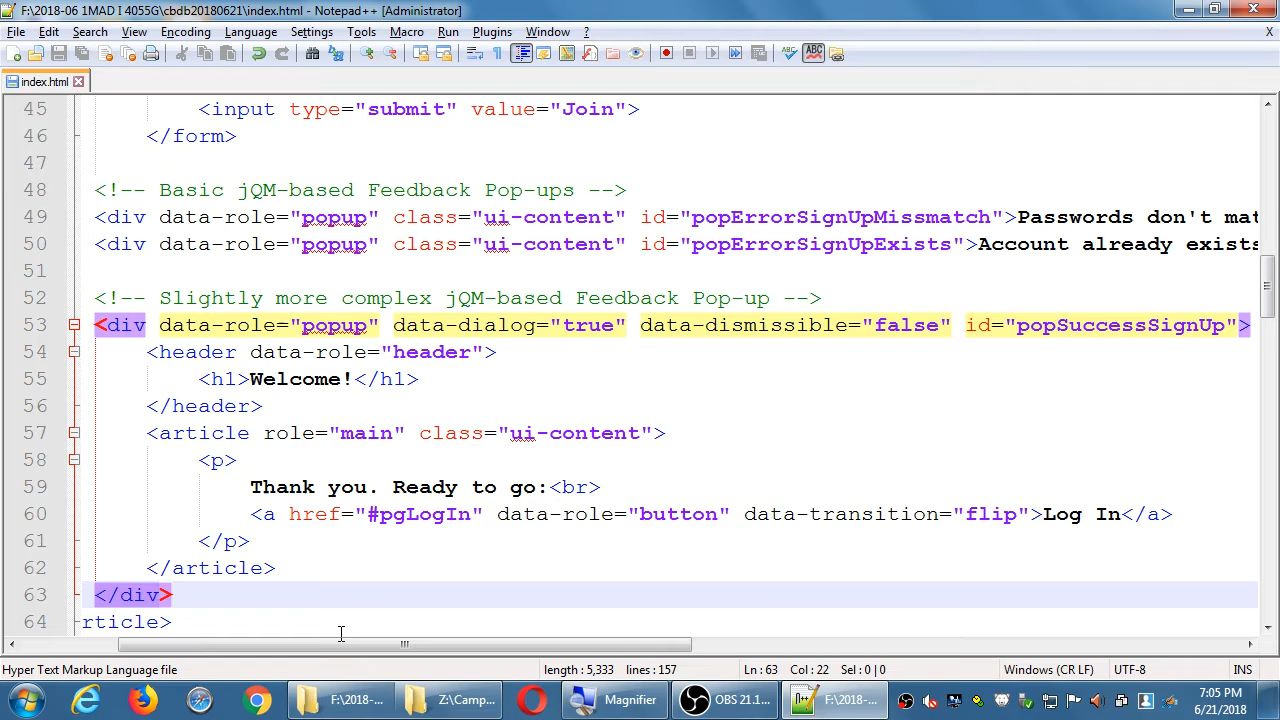 F:\2018-06 1MAD I 4055G\cbdb20180621\index.html - Notepad++ [Administrator]
File Edit Search View Encoding Language Settings Tools Macro Run Plugins Window ? X
index.html
45 <input type="submit" value="Join">
46 </form>
47
48 <!-- Basic jQM-based Feedback Pop-ups -->
49 <div data-role="popup" class="ui-content" id="popErrorSignUpMissmatch">Passwords don't mat
50 <div data-role="popup" class="ui-content" id="popErrorSignUpExists">Account already exists
51
52 <!-- Slightly more complex jQM-based Feedback Pop-up -->
53 <div data-role="popup" data-dialog="true" data-dismissible="false" id="popSuccessSignUp">
54 <header data-role="header">
55 <h1>Welcome!</h1>
56 </header>
57 <article role="main" class="ui-content">
58 <p>
59 Thank you. Ready to go:<br>
60 <a href="#pgLogIn" data-role="button" data-transition="flip">Log In</a>
61 </p>
62 </article>
63 </div>
64 rticle>
Hyper Text Markup Language file length : 5,333 lines : 157 Ln : 63 Col : 22 Sel : 0 | 0 Windows (CR LF) UTF-8 INS
F:\2018-... Z:\Camp... Magnifier OBS 21.1... F:\2018-... 7:05 PM
6/21/2018